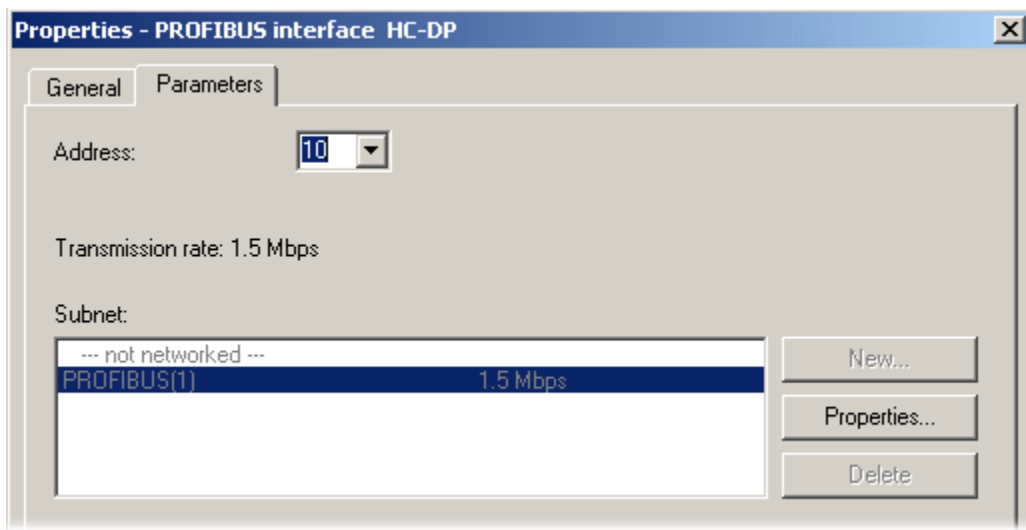 Properties - PROFIBUS interface  HC-DP
General
Parameters
Address:
10
Transmission rate: 1.5 Mbps
Subnet:
--- not networked ---
PROFIBUS(1) 1.5 Mbps
New...
Properties...
Delete